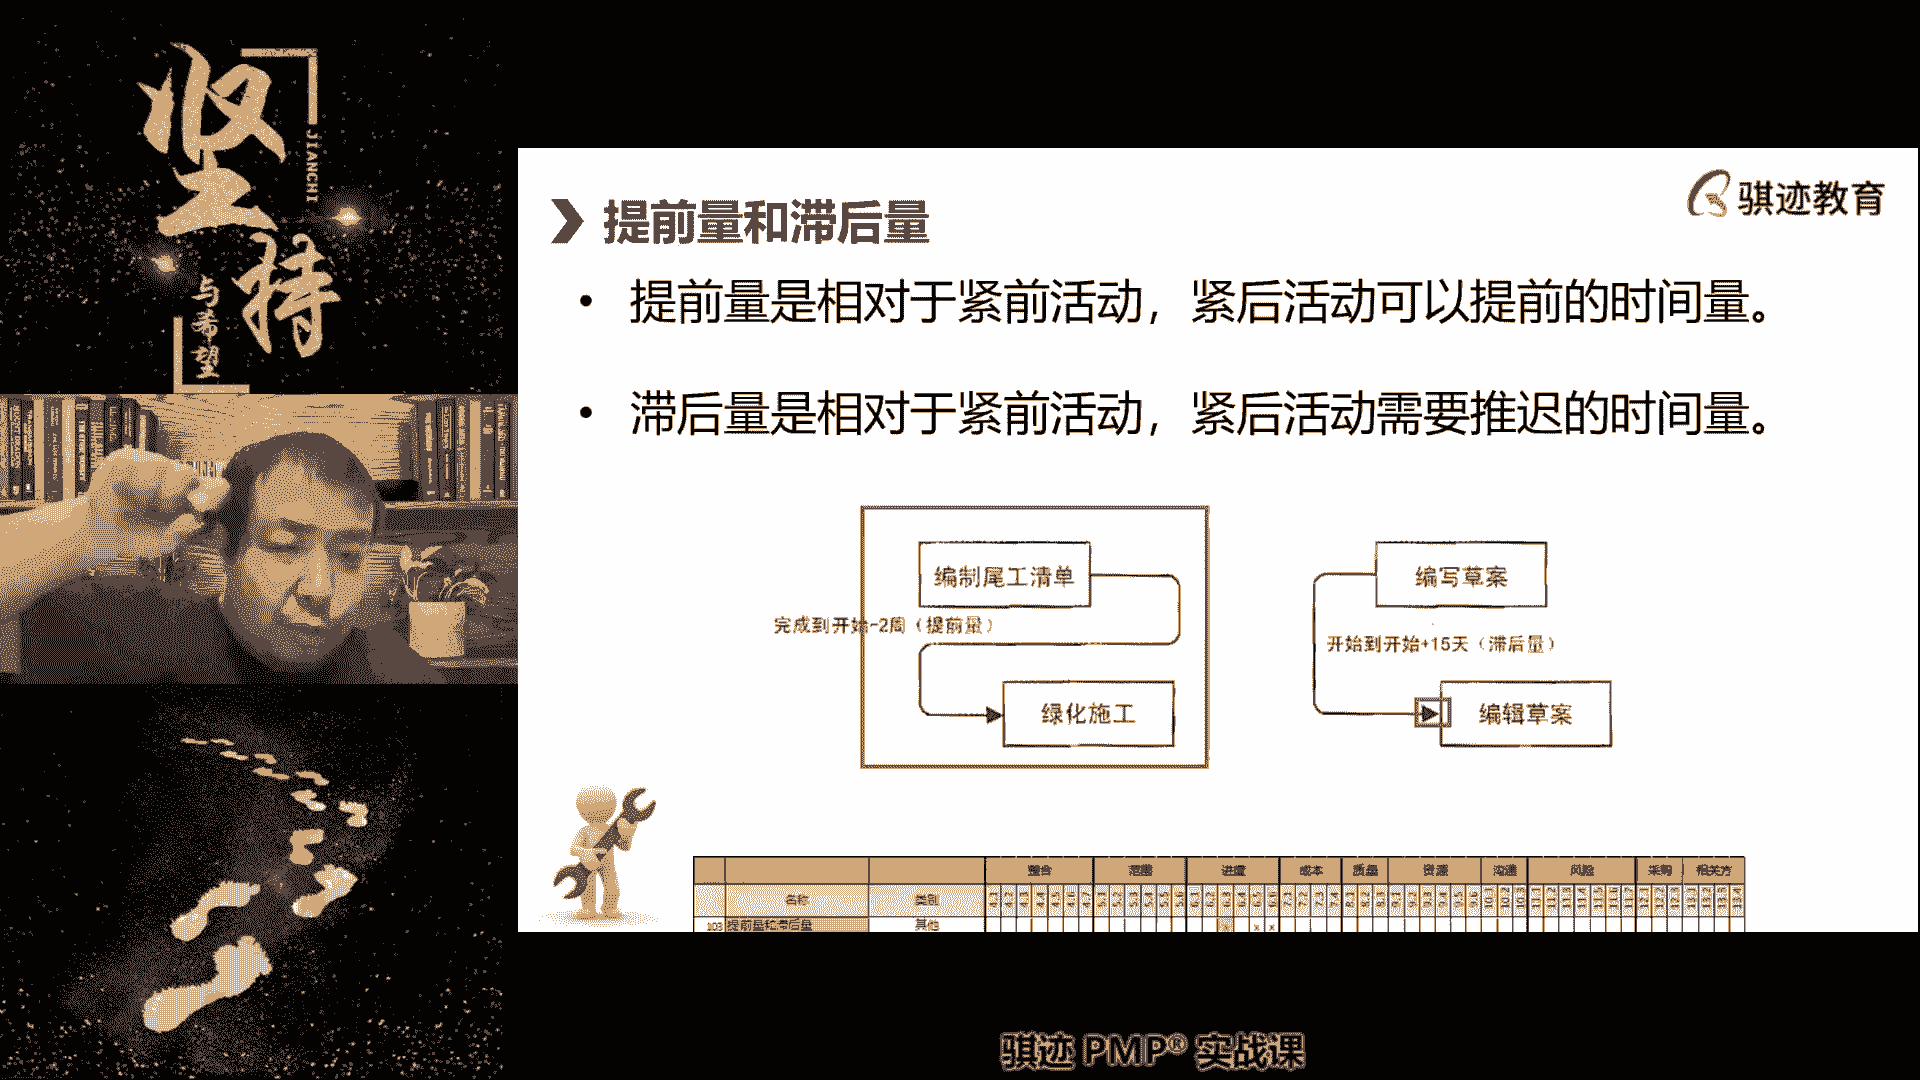 坚持
JIANCHI
与希望
骐迹教育
提前量和滞后量
• 提前量是相对于紧前活动，紧后活动可以提前的时间量。
• 滞后量是相对于紧前活动，紧后活动需要推迟的时间量。
编制尾工清单
完成到开始-2周（提前量）
绿化施工
编写草案
开始到开始+15天（滞后量）
编辑草案
整合 范围 进度 成本 质量 资源 沟通 风险 采购 相关方
名称 类别
103 提前量和滞后量 其他
骐迹 PMP® 实战课